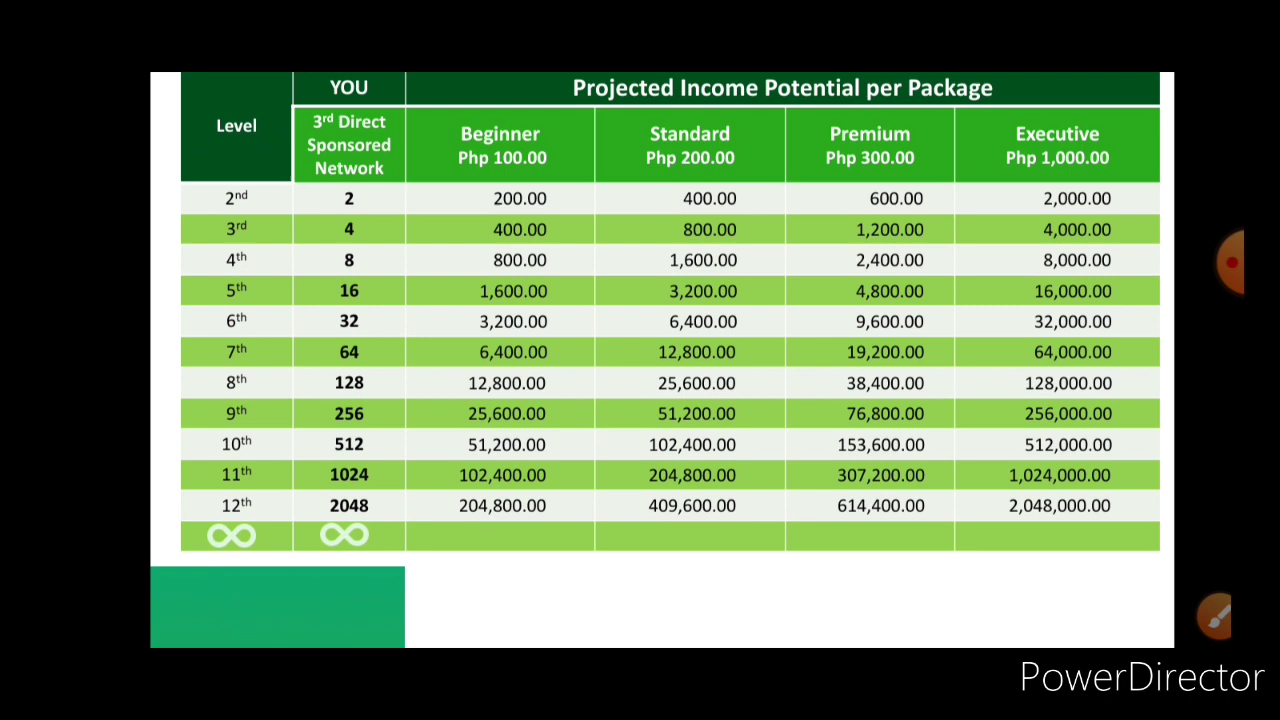 YOU Projected Income Potential per Package
Level 3rd Direct Sponsored Network Beginner Php 100.00 Standard Php 200.00 Premium Php 300.00 Executive Php 1,000.00
2nd 2 200.00 400.00 600.00 2,000.00
3rd 4 400.00 800.00 1,200.00 4,000.00
4th 8 800.00 1,600.00 2,400.00 8,000.00
5th 16 1,600.00 3,200.00 4,800.00 16,000.00
6th 32 3,200.00 6,400.00 9,600.00 32,000.00
7th 64 6,400.00 12,800.00 19,200.00 64,000.00
8th 128 12,800.00 25,600.00 38,400.00 128,000.00
9th 256 25,600.00 51,200.00 76,800.00 256,000.00
10th 512 51,200.00 102,400.00 153,600.00 512,000.00
11th 1024 102,400.00 204,800.00 307,200.00 1,024,000.00
12th 2048 204,800.00 409,600.00 614,400.00 2,048,000.00
∞ ∞
PowerDirector